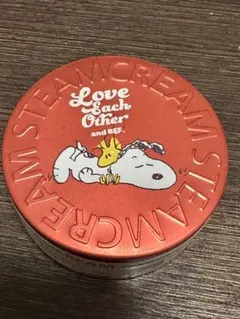 Love
Each
Other
and BEF.
STEAMCREAM STEAMCREAM